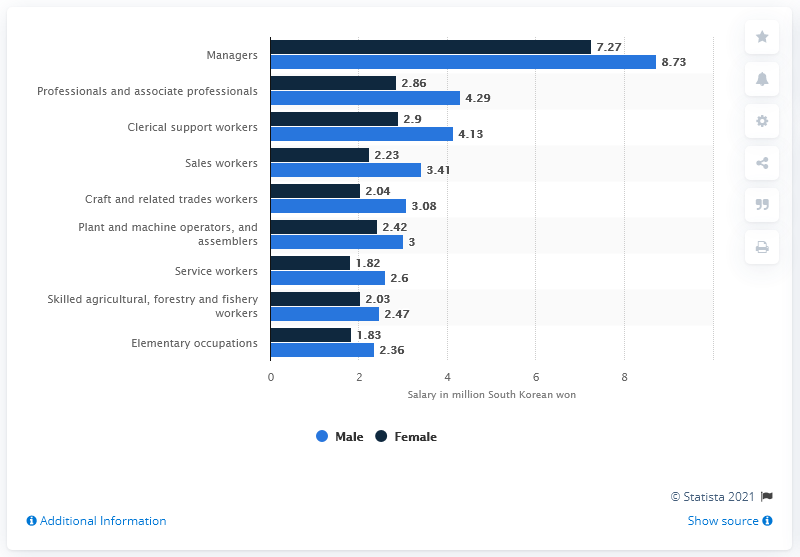 Managers
7.27
8.73
Professionals and associate professionals
2.86
4.29
Clerical support workers
2.9
4.13
Sales workers
2.23
3.41
Craft and related trades workers
2.04
3.08
Plant and machine operators, and
assemblers
2.42
3
Service workers
1.82
2.6
Skilled agricultural, forestry and fishery
workers
2.03
2.47
Elementary occupations
1.83
2.36
0 2 4 6 8
Salary in million South Korean won
Male Female
© Statista 2021
Additional Information
Show source